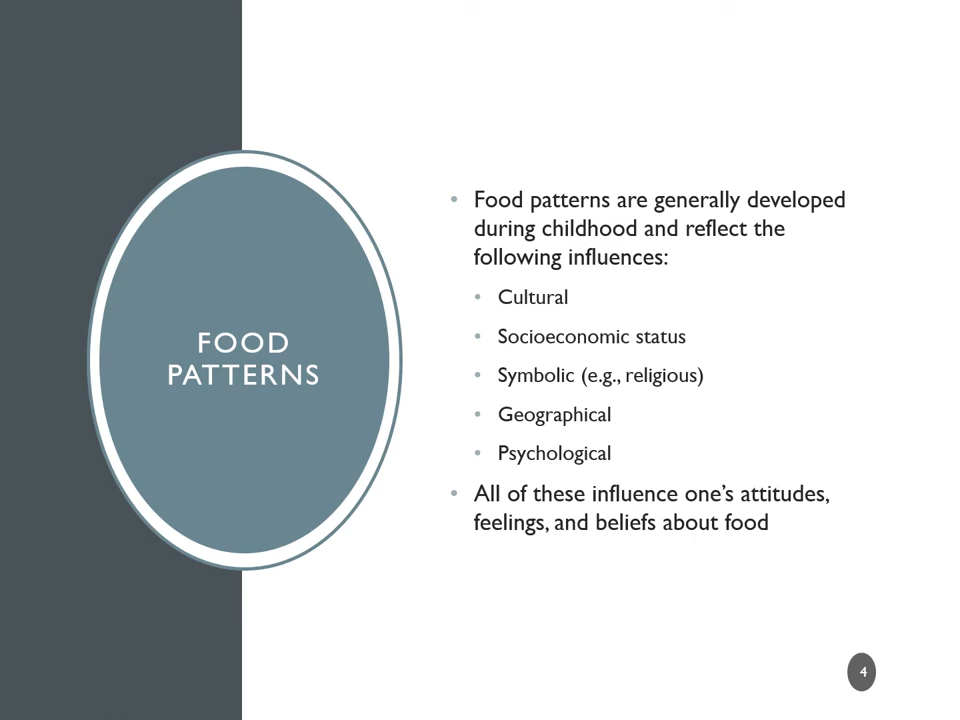 FOOD
PATTERNS
• Food patterns are generally developed
during childhood and reflect the
following influences:
• Cultural
• Socioeconomic status
• Symbolic (e.g., religious)
• Geographical
• Psychological
• All of these influence one’s attitudes,
feelings, and beliefs about food
4